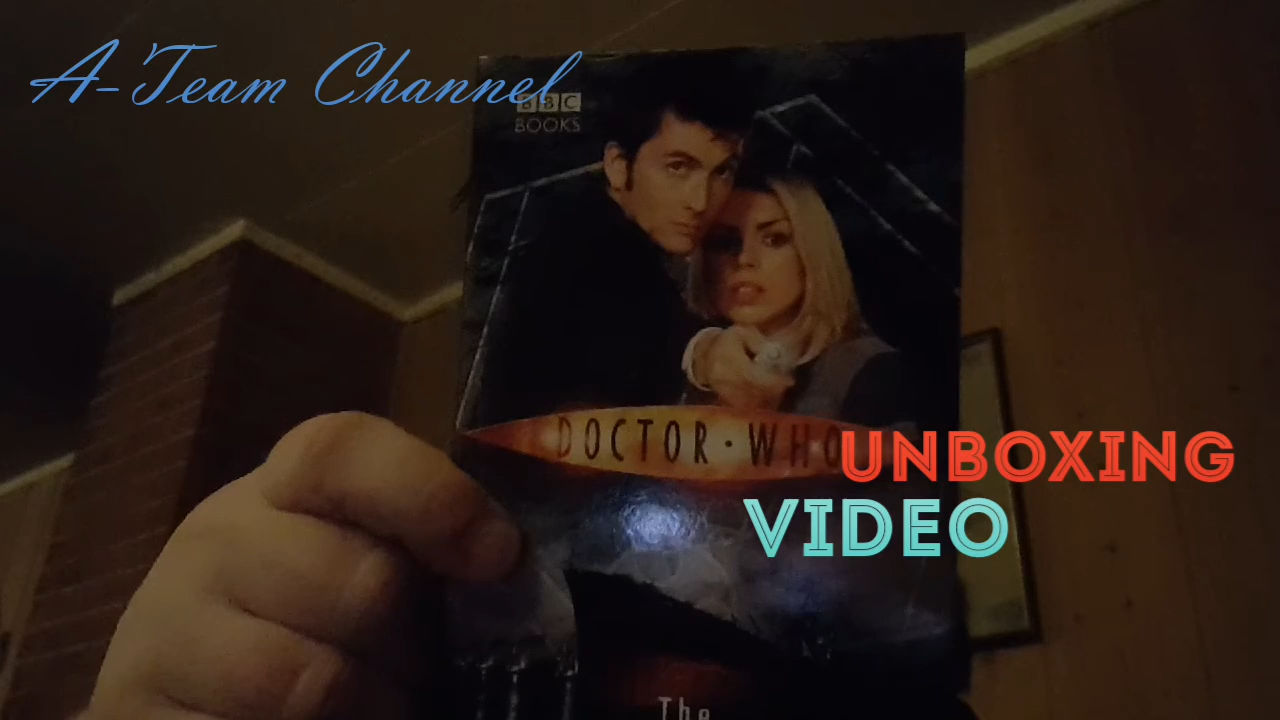 A-Team Channel
BBC
BOOKS
DOCTOR·WHO
UNBOXING
VIDEO
The